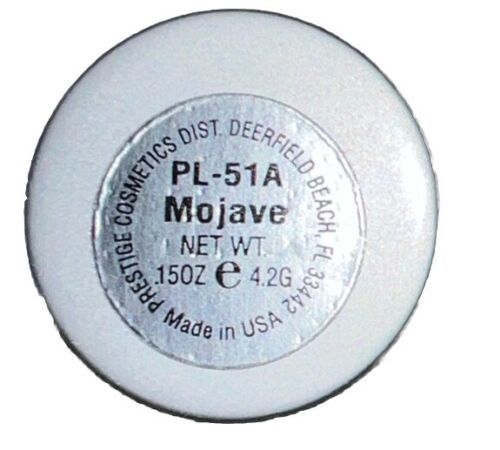 PRESTIGE COSMETICS DIST. DEERFIELD BEACH, FL 33442
PL-51A
Mojave
NET WT.
.15OZ e 4.2G
Made in USA